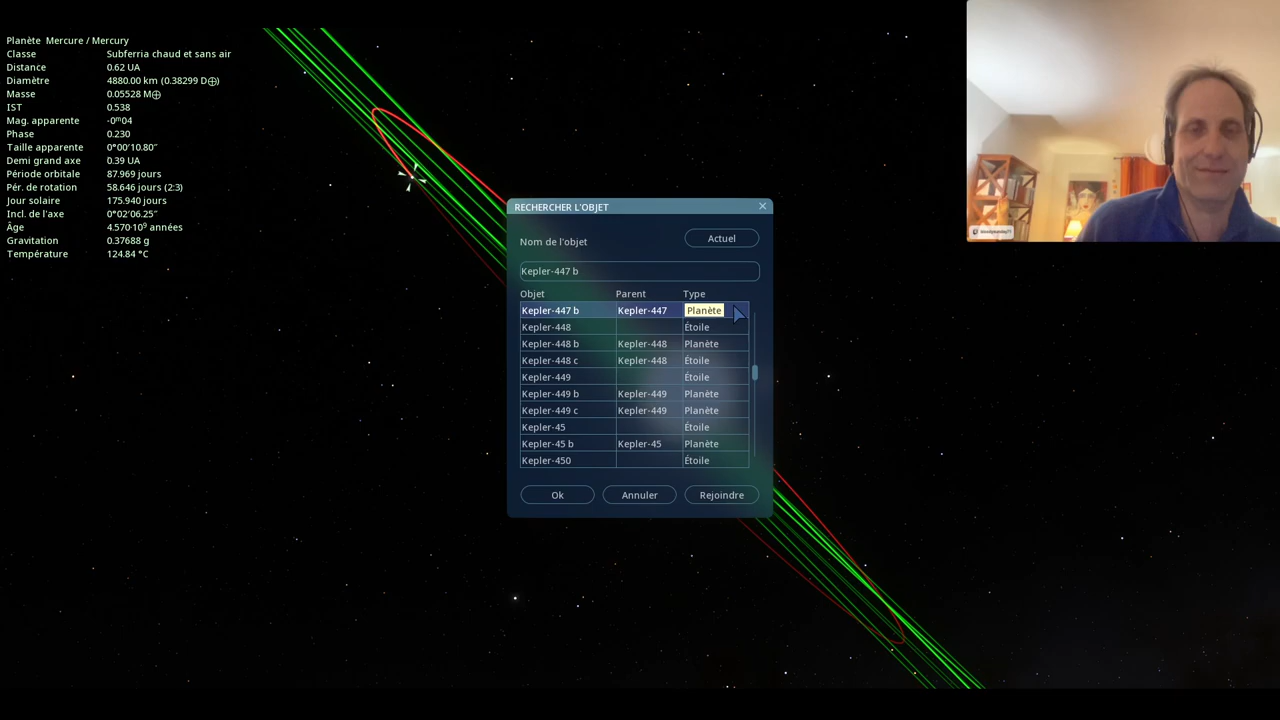 Planète Mercure / Mercury
Classe Subferria chaud et sans air
Distance 0.62 UA
Diamètre 4880.00 km (0.38299 D⊕)
Masse 0.05528 M⊕
IST 0.538
Mag. apparente -0ᵐ04
Phase 0.230
Taille apparente 0°00′10.80″
Demi grand axe 0.39 UA
Période orbitale 87.969 jours
Pér. de rotation 58.646 jours (2:3)
Jour solaire 175.940 jours
Incl. de l'axe 0°02′06.25″
Âge 4.570·10⁹ années
Gravitation 0.37688 g
Température 124.84 °C
RECHERCHER L'OBJET
Nom de l'objet Actuel
Kepler-447 b
Objet Parent Type
Kepler-447 b Kepler-447 Planète
Kepler-448 Étoile
Kepler-448 b Kepler-448 Planète
Kepler-448 c Kepler-448 Étoile
Kepler-449 Étoile
Kepler-449 b Kepler-449 Planète
Kepler-449 c Kepler-449 Planète
Kepler-45 Étoile
Kepler-45 b Kepler-45 Planète
Kepler-450 Étoile
Ok Annuler Rejoindre